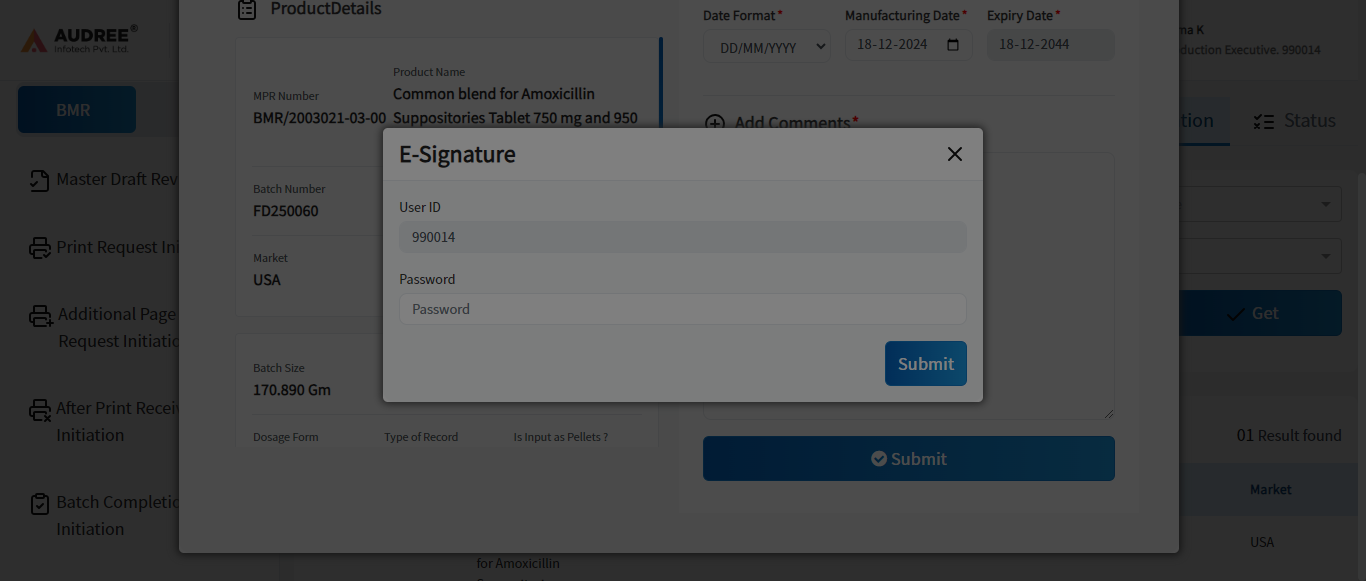 AUDREE®
Infotech Pvt. Ltd.
BMR
Master Draft Rev
Print Request Ini
Additional Page
Request Initiatio
After Print Recei
Initiation
Batch Completio
Initiation
ProductDetails
MPR Number
BMR/2003021-03-00
Product Name
Common blend for Amoxicillin
Suppositories Tablet 750 mg and 950
Batch Number
FD250060
Market
USA
Batch Size
170.890 Gm
Dosage Form
Type of Record
Is Input as Pellets ?
Date Format *
DD/MM/YYYY
Manufacturing Date *
18-12-2024
Expiry Date *
18-12-2044
Add Comments*
E-Signature
User ID
990014
Password
Password
Submit
Submit
ma K
duction Executive. 990014
tion
Status
Get
01 Result found
Market
USA
for Amoxicillin